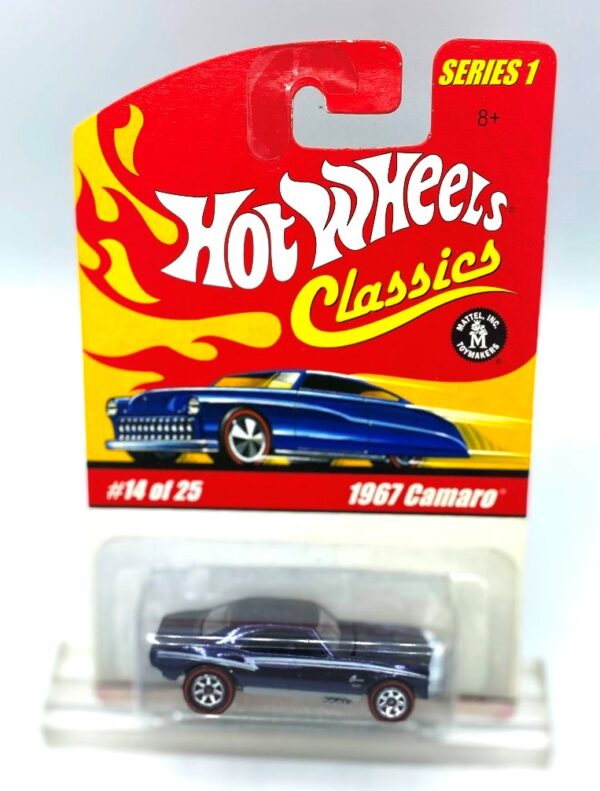 SERIES 1
8+
HOT WHEELS
Classics
MATTEL, INC.
M
TOYMAKERS
#14 of 25
1967 Camaro